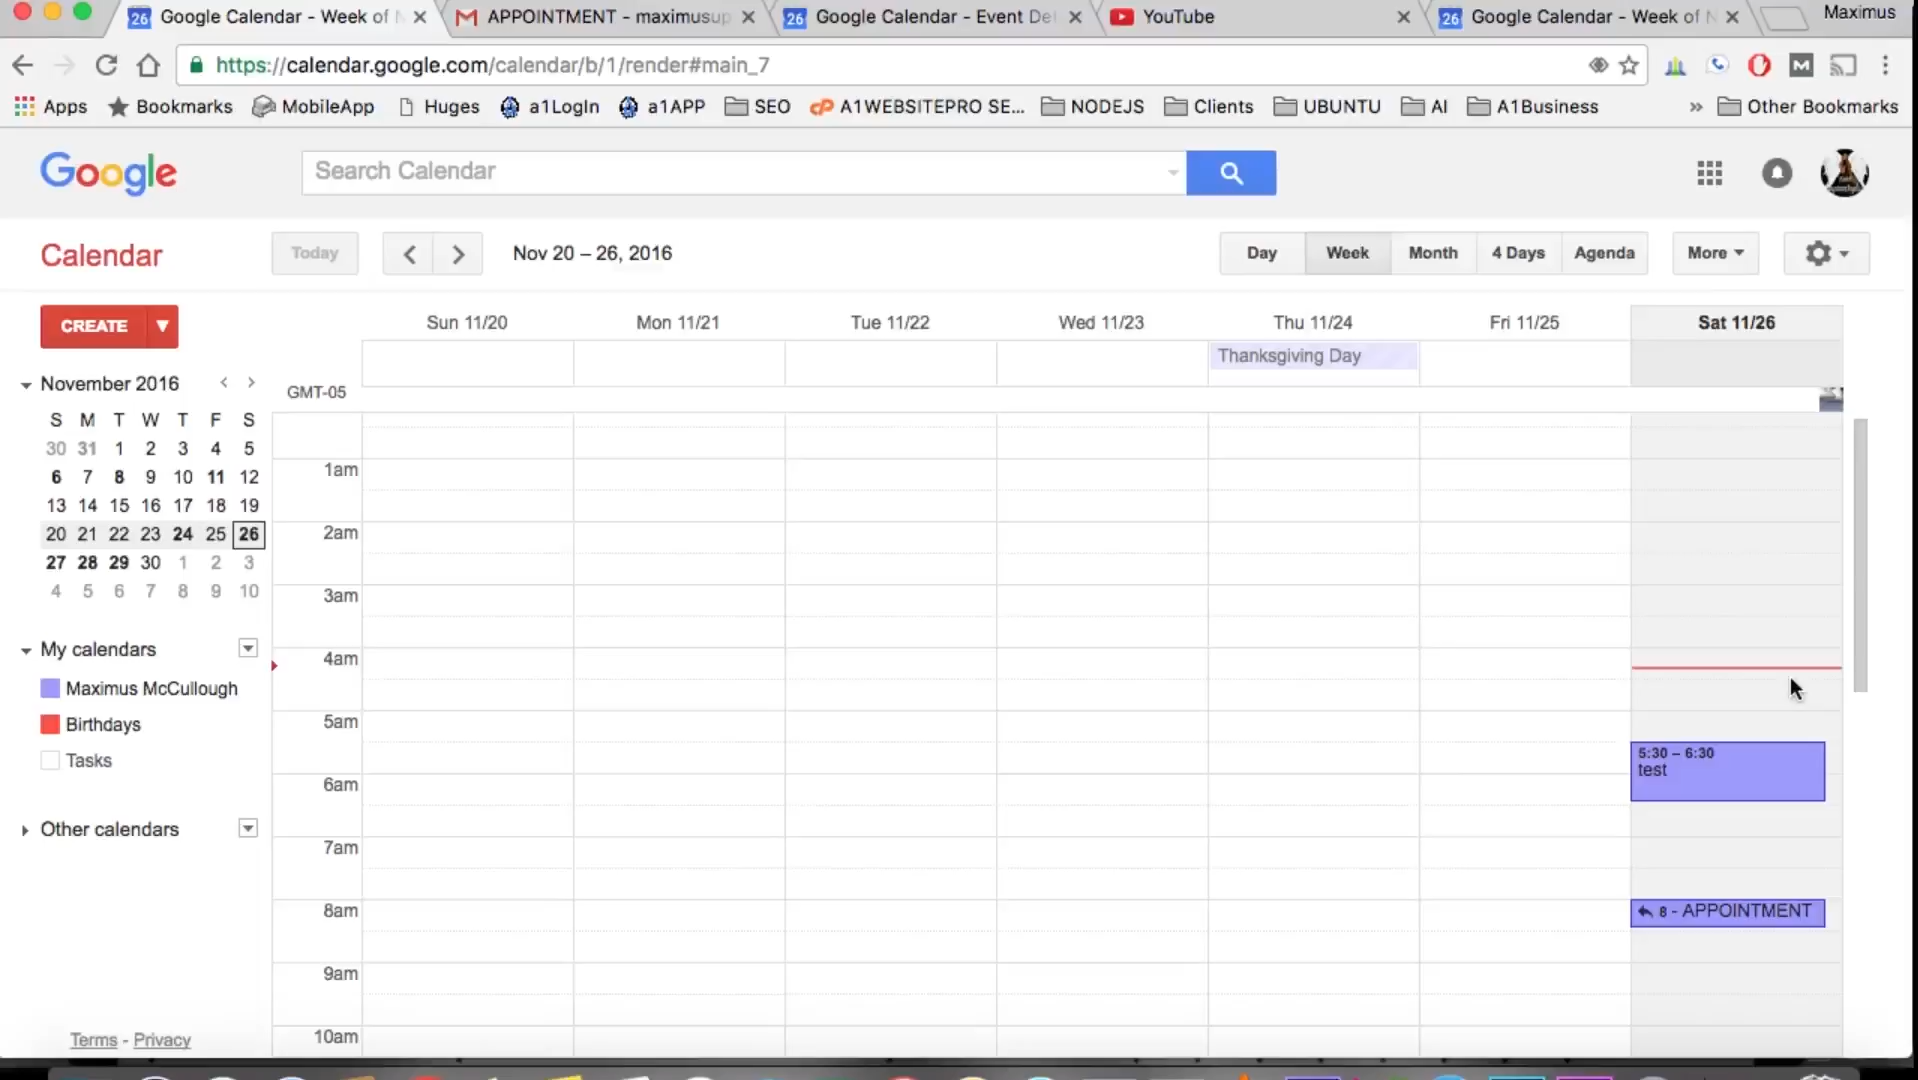 Google Calendar - Week of N
APPOINTMENT - maximusup
Google Calendar - Event Det
YouTube
Google Calendar - Week of N
Maximus
https://calendar.google.com/calendar/b/1/render#main_7
Apps
Bookmarks
MobileApp
Huges
a1LogIn
a1APP
SEO
A1WEBSITEPRO SE...
NODEJS
Clients
UBUNTU
AI
A1Business
Other Bookmarks
Google
Search Calendar
Calendar
Today
Nov 20 – 26, 2016
Day
Week
Month
4 Days
Agenda
More
CREATE
Sun 11/20
Mon 11/21
Tue 11/22
Wed 11/23
Thu 11/24
Fri 11/25
Sat 11/26
Thanksgiving Day
GMT-05
November 2016
S M T W T F S
30 31 1 2 3 4 5
6 7 8 9 10 11 12
13 14 15 16 17 18 19
20 21 22 23 24 25 26
27 28 29 30 1 2 3
4 5 6 7 8 9 10
My calendars
Maximus McCullough
Birthdays
Tasks
Other calendars
Terms - Privacy
1am
2am
3am
4am
5am
6am
7am
8am
9am
10am
5:30 – 6:30
test
8 - APPOINTMENT